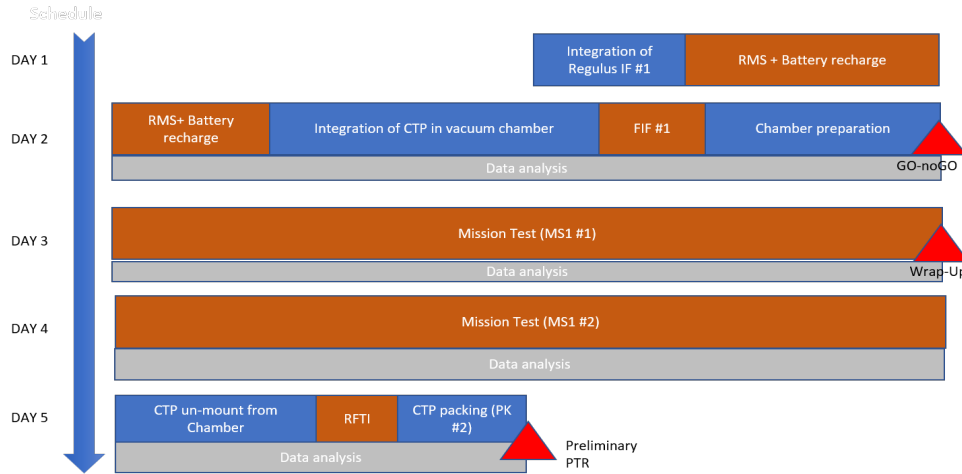 Schedule
DAY 1
Integration of
Regulus IF #1
RMS + Battery recharge
DAY 2
RMS+ Battery
recharge
Integration of CTP in vacuum chamber
FIF #1
Chamber preparation
GO-noGO
Data analysis
DAY 3
Mission Test (MS1 #1)
Data analysis
Wrap-Up
DAY 4
Mission Test (MS1 #2)
Data analysis
DAY 5
CTP un-mount from
Chamber
RFTI
CTP packing (PK
#2)
Data analysis
Preliminary
PTR